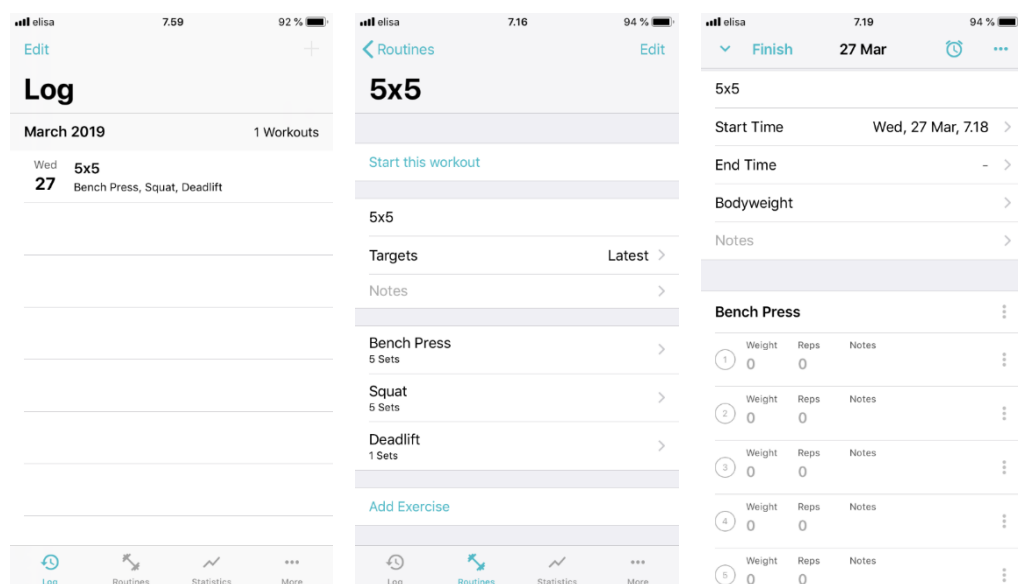 elisa 7.59 92 %
Edit
Log
March 2019 1 Workouts
Wed
27
5x5
Bench Press, Squat, Deadlift
Log Routines Statistics More
elisa 7.16 94 %
Routines Edit
5x5
Start this workout
5x5
Targets Latest
Notes
Bench Press
5 Sets
Squat
5 Sets
Deadlift
1 Sets
Add Exercise
Log Routines Statistics More
elisa 7.19 94 %
Finish 27 Mar
5x5
Start Time Wed, 27 Mar, 7.18
End Time -
Bodyweight
Notes
Bench Press
Weight Reps Notes
1 0 0
Weight Reps Notes
2 0 0
Weight Reps Notes
3 0 0
Weight Reps Notes
4 0 0
Weight Reps Notes
5 0 0